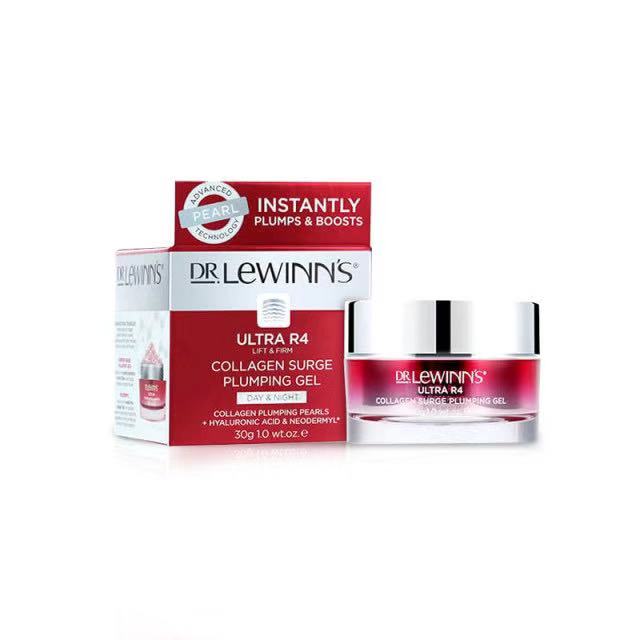 ADVANCED
PEARL
TECHNOLOGY
INSTANTLY
PLUMPS & BOOSTS
DR.LEWINN'S®
ULTRA R4
LIFT & FIRM
COLLAGEN SURGE
PLUMPING GEL
DAY & NIGHT
COLLAGEN PLUMPING PEARLS
+ HYALURONIC ACID & NEODERMYL®
30g 1.0 wt.oz. e
DR.LEWINN'S®
ULTRA R4
COLLAGEN SURGE PLUMPING GEL